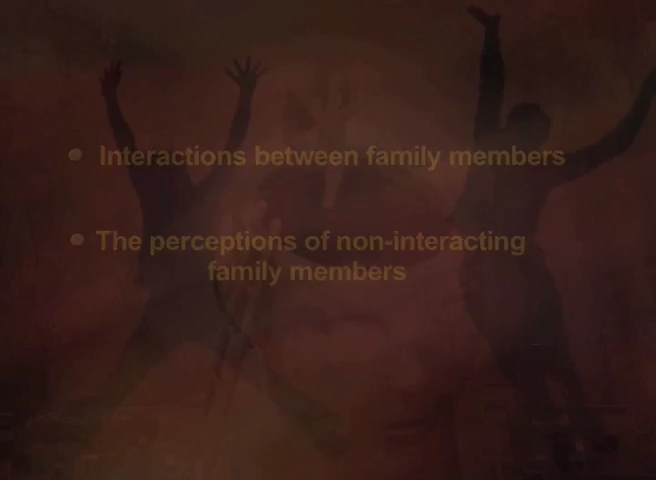 Interactions between family members
The perceptions of non-interacting
family members